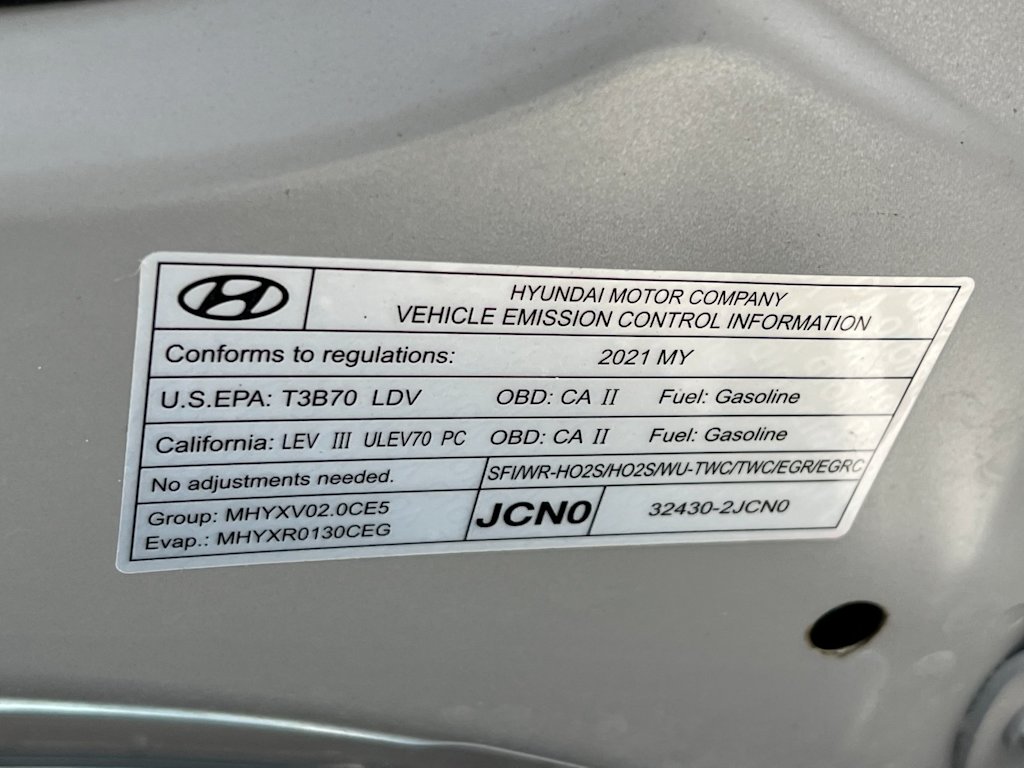 HYUNDAI MOTOR COMPANY
VEHICLE EMISSION CONTROL INFORMATION
Conforms to regulations: 2021 MY
U.S.EPA: T3B70 LDV OBD: CA II Fuel: Gasoline
California: LEV III ULEV70 PC OBD: CA II Fuel: Gasoline
No adjustments needed. SFI/WR-HO2S/HO2S/WU-TWC/TWC/EGR/EGRC
Group: MHYXV02.0CE5
Evap.: MHYXR0130CEG
JCN0 32430-2JCN0